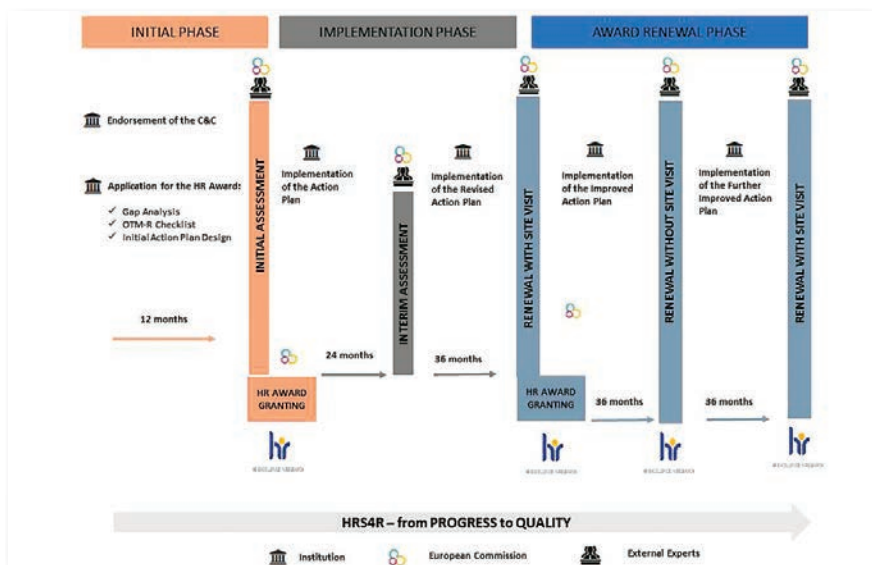 INITIAL PHASE
IMPLEMENTATION PHASE
AWARD RENEWAL PHASE
Endorsement of the C&C
Application for the HR Award:
✓ Gap Analysis
✓ OTM-R Checklist
✓ Initial Action Plan Design
12 months
INITIAL ASSESSMENT
HR AWARD
GRANTING
hr
Implementation
of the Action
Plan
24 months
INTERIM ASSESSMENT
Implementation
of the Revised
Action Plan
36 months
RENEWAL WITH SITE VISIT
HR AWARD
GRANTING
hr
Implementation
of the Improved
Action Plan
36 months
RENEWAL WITHOUT SITE VISIT
hr
Implementation
of the Further
Improved Action
Plan
36 months
RENEWAL WITH SITE VISIT
hr
HRS4R – from PROGRESS to QUALITY
Institution
European Commission
External Experts